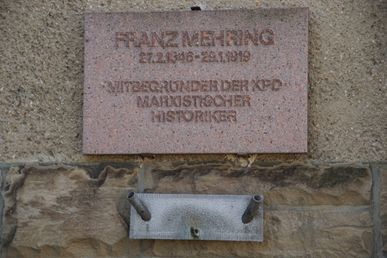 FRANZ MEHRING
27.2.1846 - 29.1.1919
MITBEGRÜNDER DER KPD
MARXISTISCHER
HISTORIKER